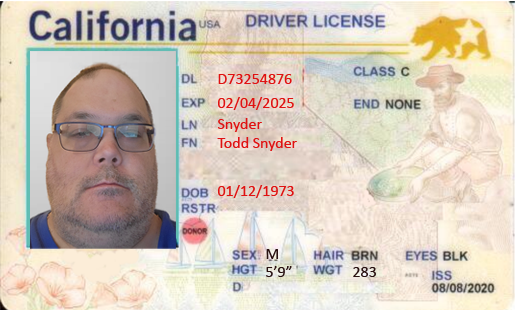 California USA DRIVER LICENSE
DL D73254876 CLASS C
EXP 02/04/2025 END NONE
LN Snyder
FN Todd Snyder
DOB 01/12/1973
RSTR
DONOR
SEX M HAIR BRN EYES BLK
HGT 5'9" WGT 283 ISS
D 08/08/2020